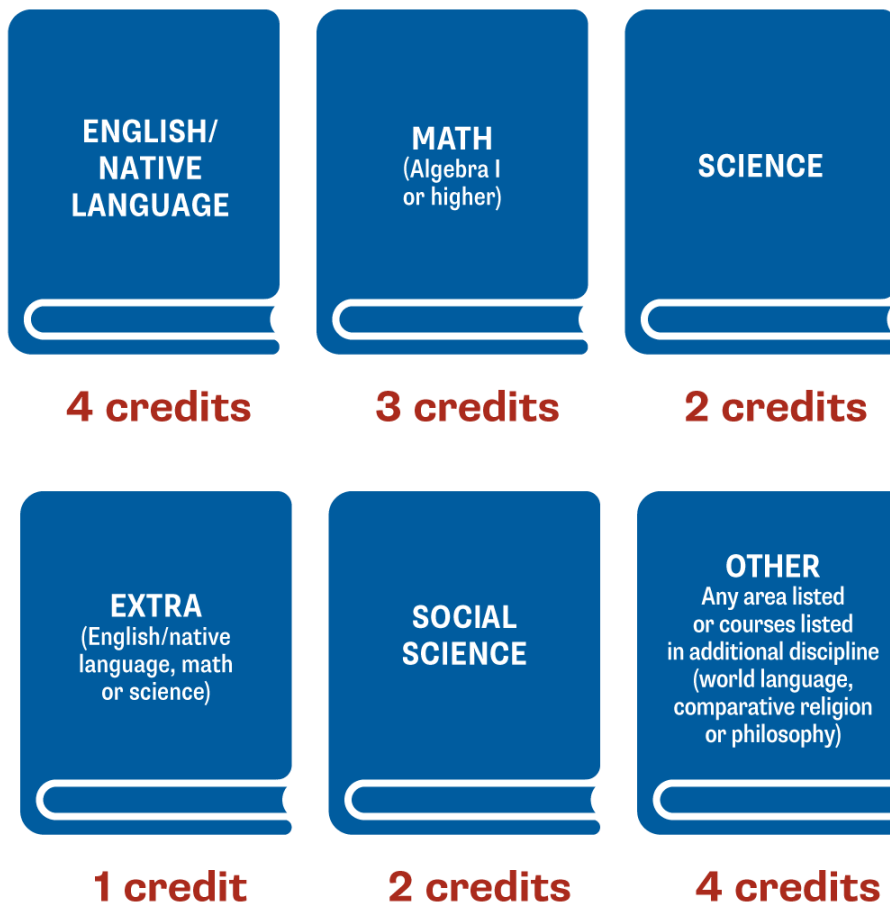 ENGLISH/
NATIVE
LANGUAGE
MATH
(Algebra I
or higher)
SCIENCE
4 credits
3 credits
2 credits
EXTRA
(English/native
language, math
or science)
SOCIAL
SCIENCE
OTHER
Any area listed
or courses listed
in additional discipline
(world language,
comparative religion
or philosophy)
1 credit
2 credits
4 credits